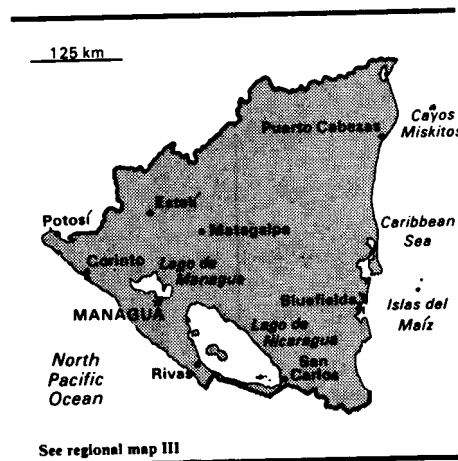 125 km
Puerto Cabezas
Cayos
Miskitos
Estelí
Potosí
Matagalpa
Caribbean
Sea
Corinto
Lago de
Managua
MANAGUA
Bluefields
Islas del
Maíz
Lago de
Nicaragua
North
Pacific
Ocean
Rivas
San
Carlos
See regional map III